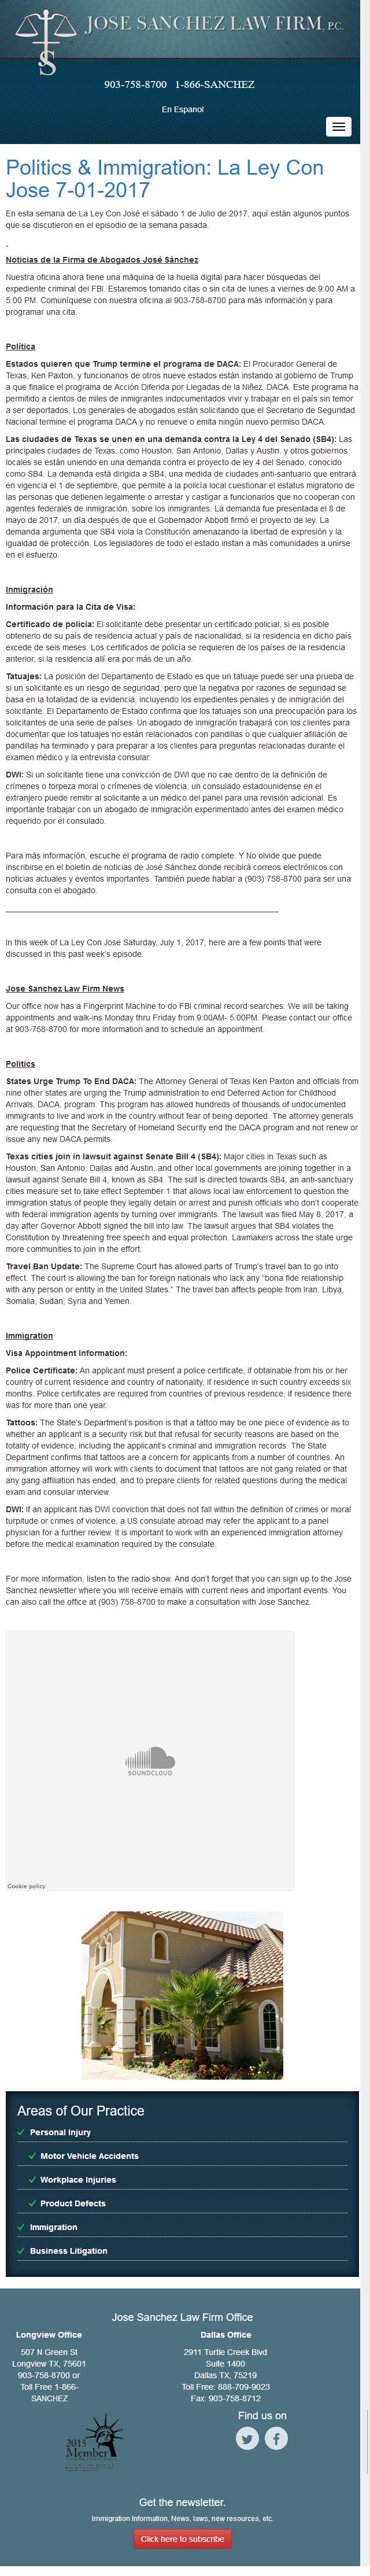 JOSE SANCHEZ LAW FIRM, P.C.
JS
903-758-8700 1-866-SANCHEZ
En Espanol
Politics & Immigration: La Ley Con
Jose 7-01-2017
En esta semana de La Ley Con José el sábado 1 de Julio de 2017, aquí están algunos puntos
que se discutieron en el episodio de la semana pasada.
Noticias de la Firma de Abogados José Sánchez
Nuestra oficina ahora tiene una máquina de la huella digital para hacer búsquedas del
expediente criminal del FBI. Estaremos tomando citas o sin cita de lunes a viernes de 9:00 AM a
5:00 PM. Comuníquese con nuestra oficina al 903-758-8700 para más información y para
programar una cita.
Política
Estados quieren que Trump termine el programa de DACA: El Procurador General de
Texas, Ken Paxton, y funcionarios de otros nueve estados están instando al gobierno de Trump
a que finalice el programa de Acción Diferida por Llegadas de la Niñez, DACA. Este programa ha
permitido a cientos de miles de inmigrantes indocumentados vivir y trabajar en el país sin temor
a ser deportados. Los generales de abogados están solicitando que el Secretario de Seguridad
Nacional termine el programa DACA y no renueve o emita ningún nuevo permiso DACA.
Las ciudades de Texas se unen en una demanda contra la Ley 4 del Senado (SB4): Las
principales ciudades de Texas, como Houston, San Antonio, Dallas y Austin, y otros gobiernos
locales se están uniendo en una demanda contra el proyecto de ley 4 del Senado, conocido
como SB4. La demanda está dirigida a SB4, una medida de ciudades anti-santuario que entrará
en vigencia el 1 de septiembre, que permite a la policía local cuestionar el estatus migratorio de
las personas que detienen legalmente o arrestar y castigar a funcionarios que no cooperan con
agentes federales de inmigración, sobre los inmigrantes. La demanda fue presentada el 8 de
mayo de 2017, un día después de que el Gobernador Abbott firmó el proyecto de ley. La
demanda argumenta que SB4 viola la Constitución amenazando la libertad de expresión y la
igualdad de protección. Los legisladores de todo el estado instan a más comunidades a unirse
en el esfuerzo.
Inmigración
Información para la Cita de Visa:
Certificado de policía: El solicitante debe presentar un certificado policial, si es posible
obtenerlo de su país de residencia actual y país de nacionalidad, si la residencia en dicho país
excede de seis meses. Los certificados de policía se requieren de los países de la residencia
anterior, si la residencia allí era por más de un año.
Tatuajes: La posición del Departamento de Estado es que un tatuaje puede ser una prueba de
si un solicitante es un riesgo de seguridad, pero que la negativa por razones de seguridad se
basa en la totalidad de la evidencia, incluyendo los expedientes penales y de inmigración del
solicitante. El Departamento de Estado confirma que los tatuajes son una preocupación para los
solicitantes de una serie de países. Un abogado de inmigración trabajará con los clientes para
documentar que los tatuajes no están relacionados con pandillas o que cualquier afiliación de
pandillas ha terminado y para preparar a los clientes para preguntas relacionadas durante el
examen médico y la entrevista consular.
DWI: Si un solicitante tiene una convicción de DWI que no cae dentro de la definición de
crímenes o torpeza moral o crímenes de violencia, un consulado estadounidense en el
extranjero puede remitir al solicitante a un médico del panel para una revisión adicional. Es
importante trabajar con un abogado de inmigración experimentado antes del examen médico
requerido por el consulado.
Para más información, escuche el programa de radio complete. Y No olvide que puede
inscribirse en el boletín de noticias de José Sánchez donde recibirá correos electrónicos con
noticias actuales y eventos importantes. También puede hablar a (903) 758-8700 para ser una
consulta con el abogado.
In this week of La Ley Con Jose Saturday, July 1, 2017, here are a few points that were
discussed in this past week's episode.
Jose Sanchez Law Firm News
Our office now has a Fingerprint Machine to do FBI criminal record searches. We will be taking
appointments and walk-ins Monday thru Friday from 9:00AM- 5:00PM. Please contact our office
at 903-758-8700 for more information and to schedule an appointment.
Politics
States Urge Trump To End DACA: The Attorney General of Texas Ken Paxton and officials from
nine other states are urging the Trump administration to end Deferred Action for Childhood
Arrivals, DACA, program. This program has allowed hundreds of thousands of undocumented
immigrants to live and work in the country without fear of being deported. The attorney generals
are requesting that the Secretary of Homeland Security end the DACA program and not renew or
issue any new DACA permits.
Texas cities join in lawsuit against Senate Bill 4 (SB4): Major cities in Texas such as
Houston, San Antonio, Dallas and Austin, and other local governments are joining together in a
lawsuit against Senate Bill 4, known as SB4. The suit is directed towards SB4, an anti-sanctuary
cities measure set to take effect September 1 that allows local law enforcement to question the
immigration status of people they legally detain or arrest and punish officials who don't cooperate
with federal immigration agents by turning over immigrants. The lawsuit was filed May 8, 2017, a
day after Governor Abbott signed the bill into law. The lawsuit argues that SB4 violates the
Constitution by threatening free speech and equal protection. Lawmakers across the state urge
more communities to join in the effort.
Travel Ban Update: The Supreme Court has allowed parts of Trump's travel ban to go into
effect. The court is allowing the ban for foreign nationals who lack any "bona fide relationship
with any person or entity in the United States." The travel ban affects people from Iran, Libya,
Somalia, Sudan, Syria and Yemen.
Immigration
Visa Appointment Information:
Police Certificate: An applicant must present a police certificate, if obtainable from his or her
country of current residence and country of nationality, if residence in such country exceeds six
months. Police certificates are required from countries of previous residence, if residence there
was for more than one year.
Tattoos: The State's Department's position is that a tattoo may be one piece of evidence as to
whether an applicant is a security risk but that refusal for security reasons are based on the
totality of evidence, including the applicant's criminal and immigration records. The State
Department confirms that tattoos are a concern for applicants from a number of countries. An
immigration attorney will work with clients to document that tattoos are not gang related or that
any gang affiliation has ended, and to prepare clients for related questions during the medical
exam and consular interview.
DWI: If an applicant has DWI conviction that does not fall within the definition of crimes or moral
turpitude or crimes of violence, a US consulate abroad may refer the applicant to a panel
physician for a further review. It is important to work with an experienced immigration attorney
before the medical examination required by the consulate.
For more information, listen to the radio show. And don't forget that you can sign up to the Jose
Sanchez newsletter where you will receive emails with current news and important events. You
can also call the office at (903) 758-8700 to make a consultation with Jose Sanchez.
SOUNDCLOUD
Cookie policy
Areas of Our Practice
Personal Injury
Motor Vehicle Accidents
Workplace Injuries
Product Defects
Immigration
Business Litigation
Jose Sanchez Law Firm Office
Longview Office
507 N Green St
Longview TX, 75601
903-758-8700 or
Toll Free 1-866-
SANCHEZ
Dallas Office
2911 Turtle Creek Blvd
Suite 1400
Dallas TX, 75219
Toll Free: 888-709-9023
Fax: 903-758-8712
2015
Member
Find us on
Get the newsletter.
Immigration Information, News, laws, new resources, etc.
Click here to subscribe